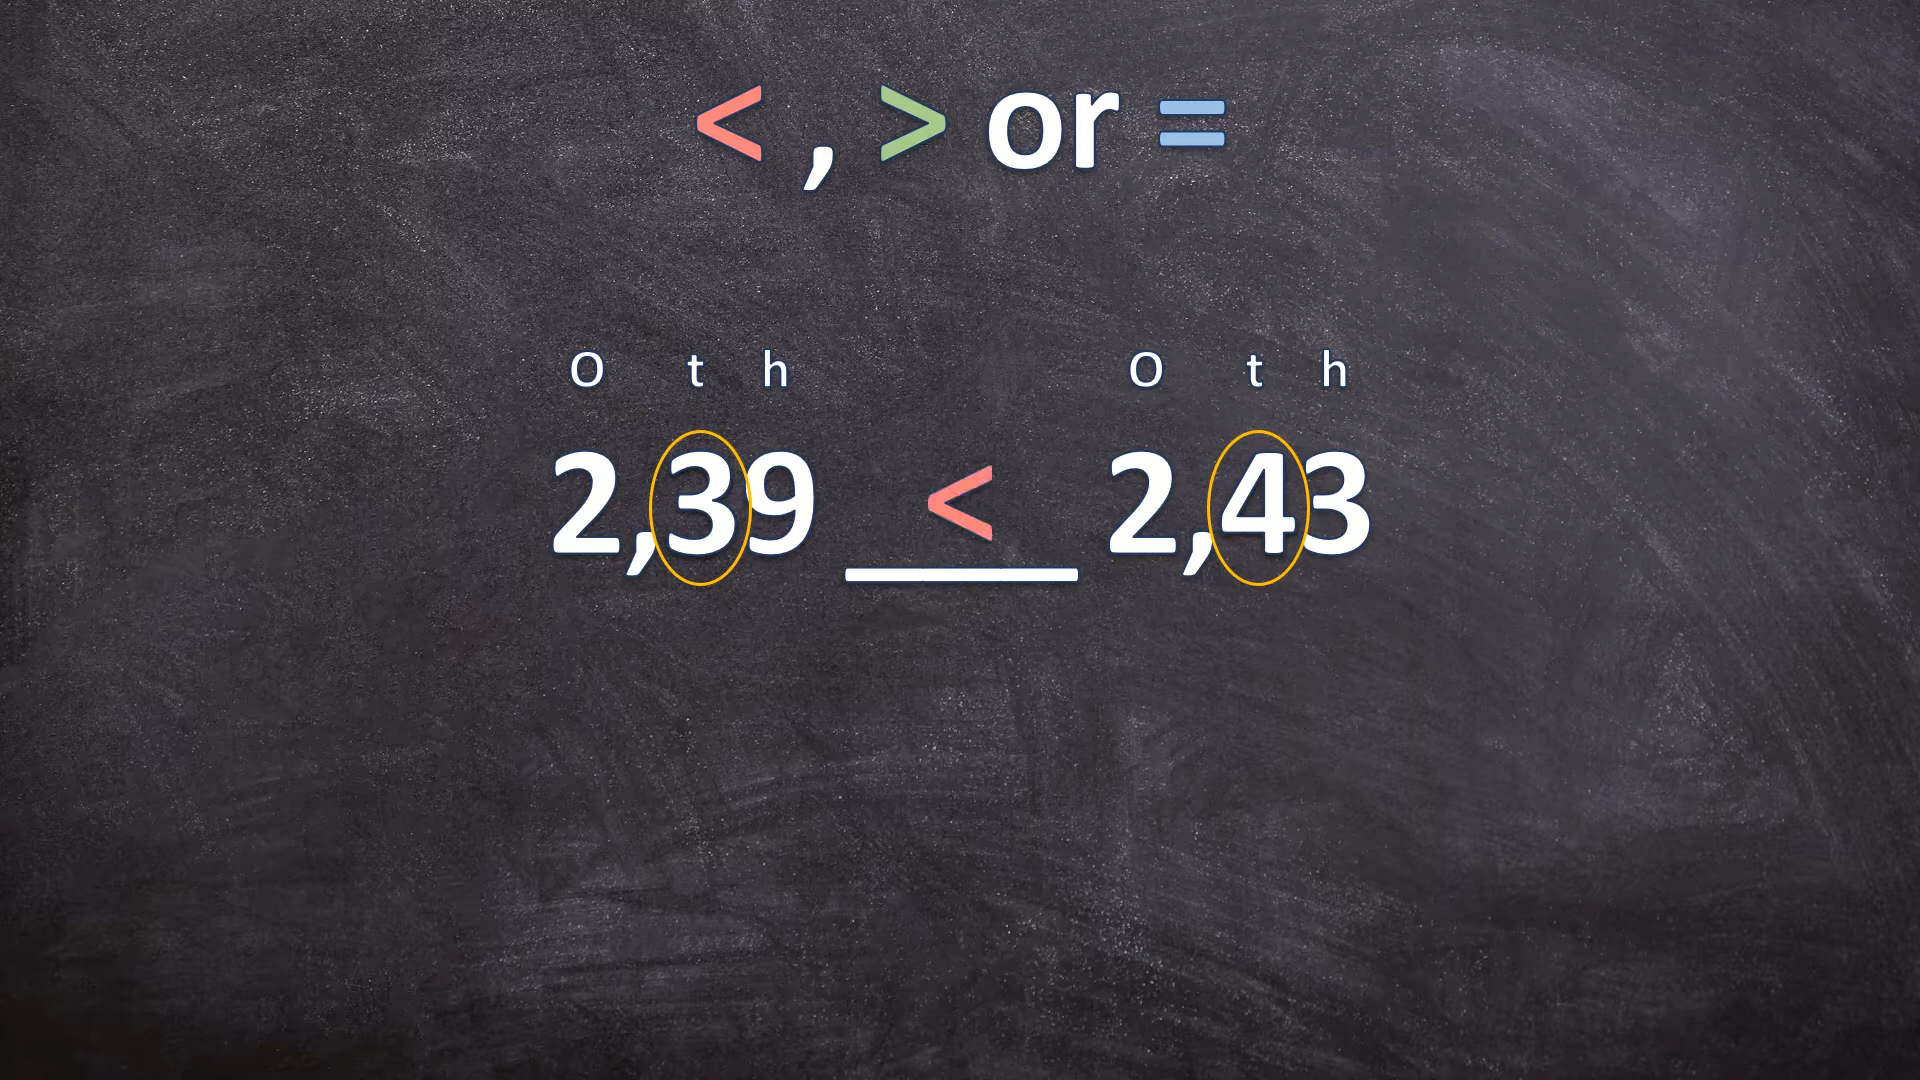 < , > or =
O t h O t h
2,39 < 2,43